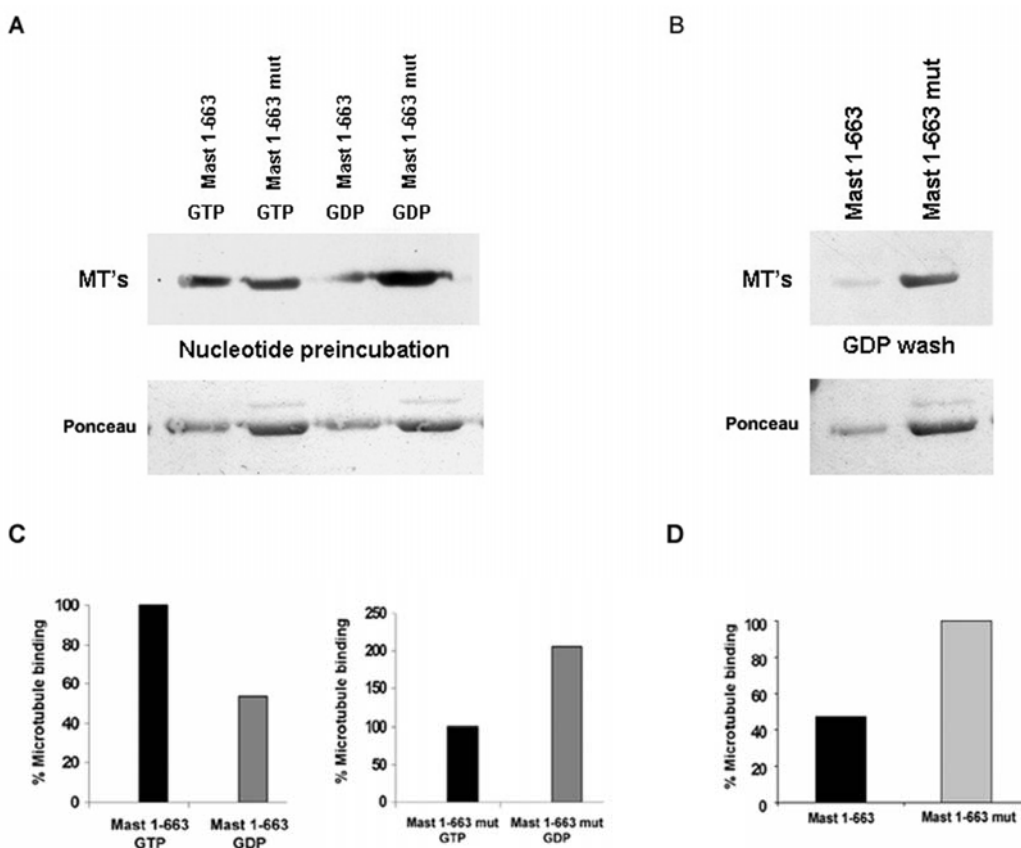 A
Mast 1-663
Mast 1-663 mut
Mast 1-663
Mast 1-663 mut
GTP GTP GDP GDP
MT's
Nucleotide preincubation
Ponceau
B
Mast 1-663
Mast 1-663 mut
MT's
GDP wash
Ponceau
C
% Microtubule binding
100
80
60
40
20
0
Mast 1-663
GTP
Mast 1-663
GDP
% Microtubule binding
250
200
150
100
50
0
Mast 1-663 mut
GTP
Mast 1-663 mut
GDP
D
% Microtubule binding
100
80
60
40
20
0
Mast 1-663
Mast 1-663 mut